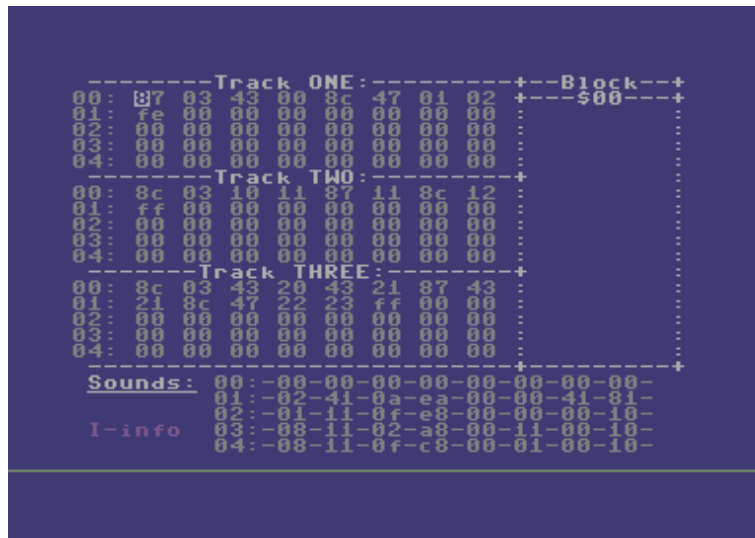 --------Track ONE:---------+--Block--+
00: 87 03 43 00 8c 47 01 02 +---$00---+
01: fe 00 00 00 00 00 00 00 : :
02: 00 00 00 00 00 00 00 00 : :
03: 00 00 00 00 00 00 00 00 : :
04: 00 00 00 00 00 00 00 00 : :
--------Track TWO:---------+ :
00: 8c 03 10 11 87 11 8c 12 : :
01: ff 00 00 00 00 00 00 00 : :
02: 00 00 00 00 00 00 00 00 : :
03: 00 00 00 00 00 00 00 00 : :
04: 00 00 00 00 00 00 00 00 : :
-------Track THREE:--------+ :
00: 8c 03 43 20 43 21 87 43 : :
01: 21 8c 47 22 23 ff 00 00 : :
02: 00 00 00 00 00 00 00 00 : :
03: 00 00 00 00 00 00 00 00 : :
04: 00 00 00 00 00 00 00 00 : :
---------------------------+---------+
Sounds: 00:-00-00-00-00-00-00-00-00-
01:-02-41-0a-ea-00-00-41-81-
02:-01-11-0f-e8-00-00-00-10-
I-info 03:-08-11-02-a8-00-11-00-10-
04:-08-11-0f-c8-00-01-00-10-